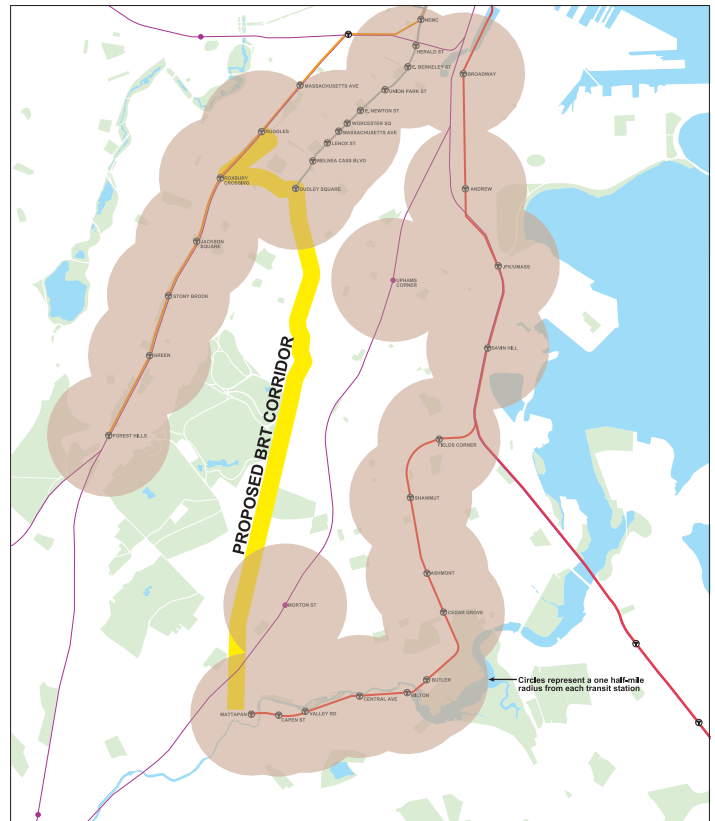 NEMC
HERALD ST
E. BERKELEY ST
BROADWAY
MASSACHUSETTS AVE
UNION PARK ST
E. NEWTON ST
WORCESTER SQ
RUGGLES
MASSACHUSETTS AVE
LENOX ST
MELNEA CASS BLVD
ROXBURY
CROSSING
DUDLEY SQUARE
ANDREW
JACKSON
SQUARE
JFK/UMASS
UPHAMS
CORNER
STONY BROOK
SAVIN HILL
GREEN
PROPOSED BRT CORRIDOR
FOREST HILLS
FIELDS CORNER
SHAWMUT
ASHMONT
MORTON ST
CEDAR GROVE
BUTLER
Circles represent a one half-mile
radius from each transit station
MILTON
CENTRAL AVE
VALLEY RD
MATTAPAN
CAPEN ST